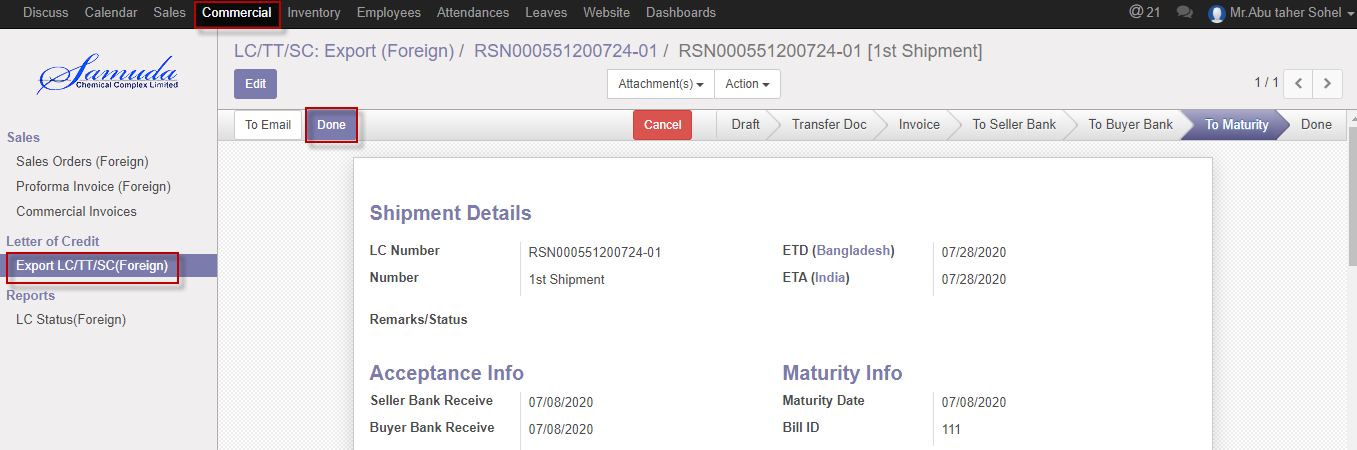 Discuss Calendar Sales Commercial Inventory Employees Attendances Leaves Website Dashboards @ 21 Mr.Abu taher Sohel
Samuda
Chemical Complex Limited
LC/TT/SC: Export (Foreign) / RSN000551200724-01 / RSN000551200724-01 [1st Shipment]
Edit Attachment(s) Action 1 / 1
To Email Done Cancel Draft Transfer Doc Invoice To Seller Bank To Buyer Bank To Maturity Done
Sales
Sales Orders (Foreign)
Proforma Invoice (Foreign)
Commercial Invoices
Letter of Credit
Export LC/TT/SC(Foreign)
Reports
LC Status(Foreign)
Shipment Details
LC Number RSN000551200724-01 ETD (Bangladesh) 07/28/2020
Number 1st Shipment ETA (India) 07/28/2020
Remarks/Status
Acceptance Info Maturity Info
Seller Bank Receive 07/08/2020 Maturity Date 07/08/2020
Buyer Bank Receive 07/08/2020 Bill ID 111